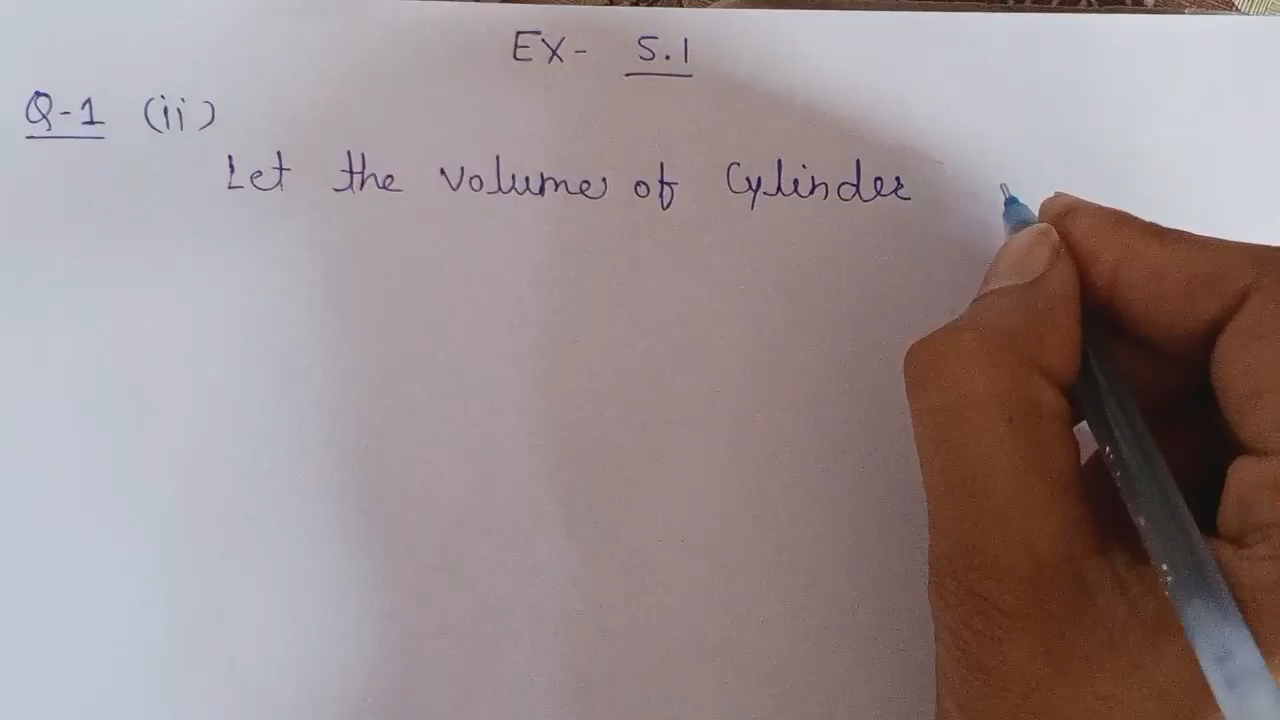 EX- 5.1
Q-1 (ii)
Let the volume of Cylinder